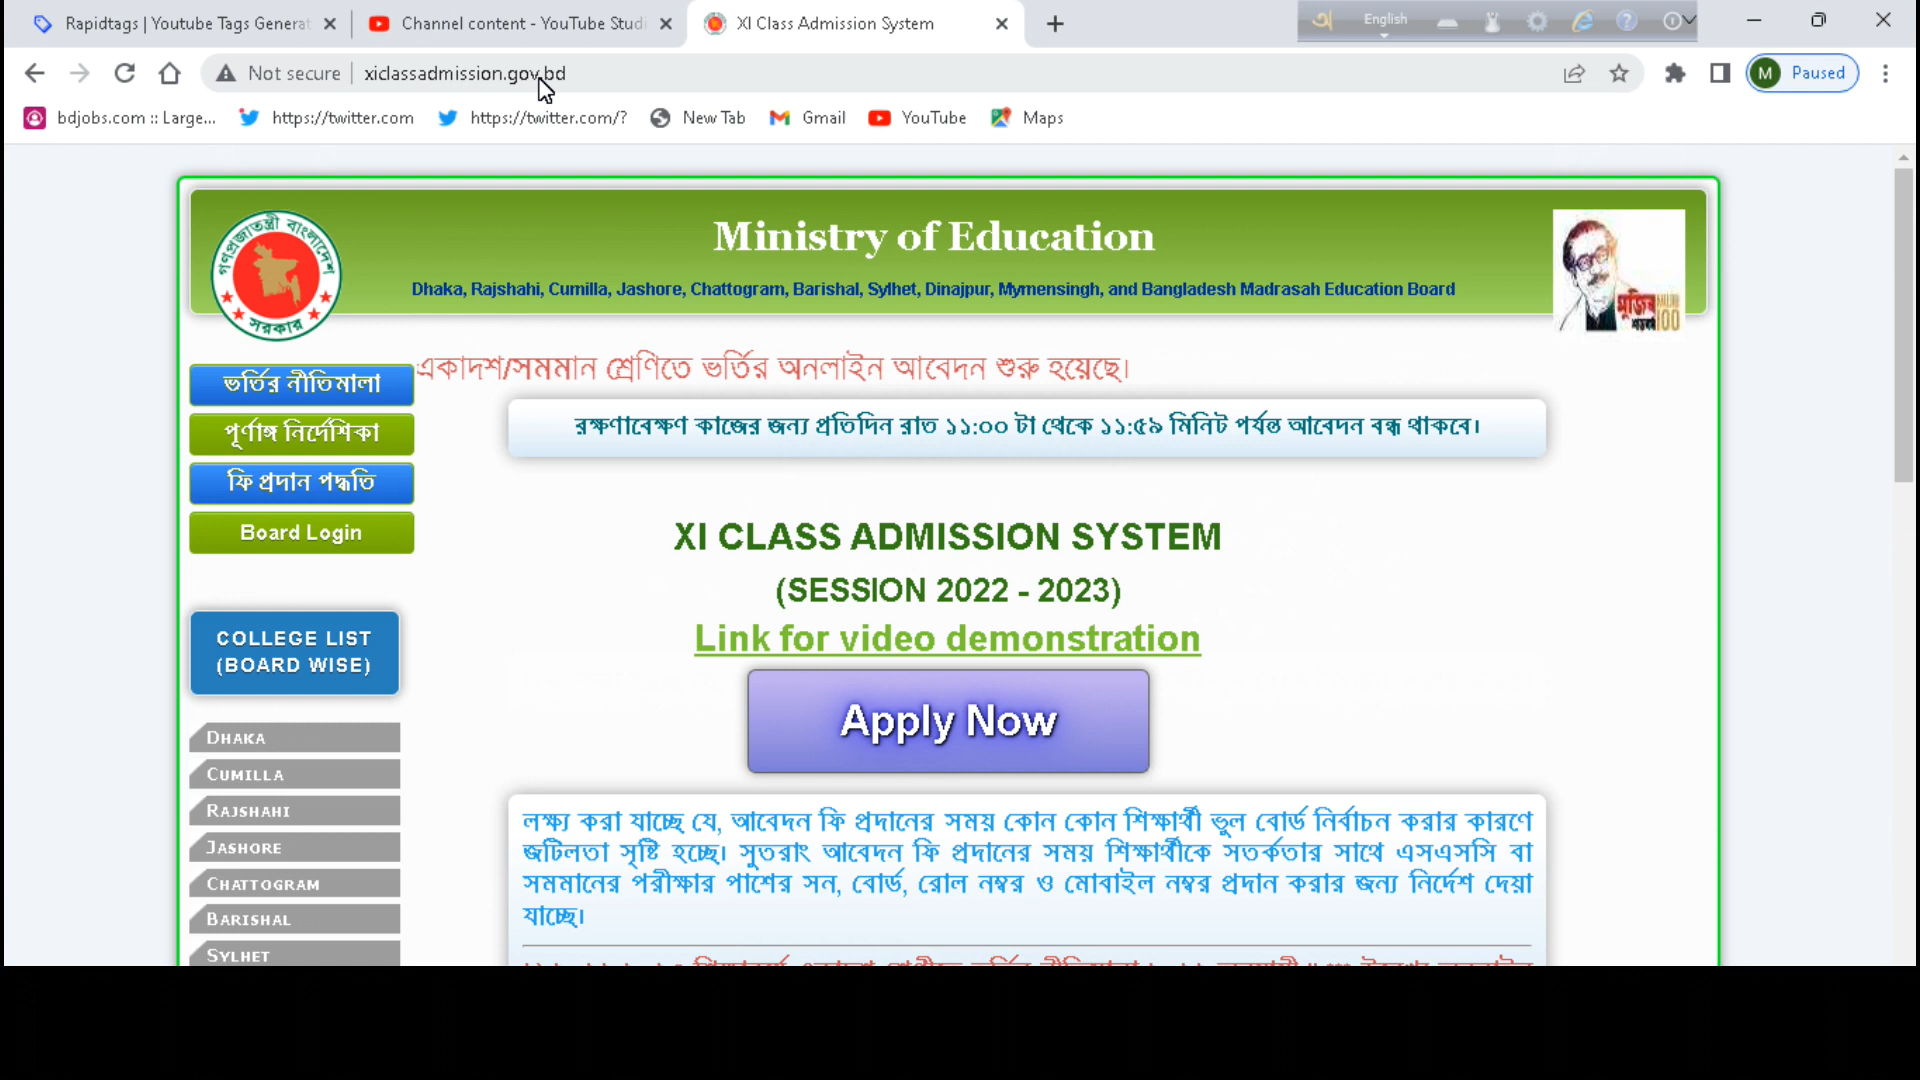 Rapidtags | Youtube Tags Generat
Channel content - YouTube Studi
XI Class Admission System
English
Not secure
xiclassadmission.gov.bd
M
Paused
bdjobs.com :: Large...
https://twitter.com
https://twitter.com/?
New Tab
Gmail
YouTube
Maps
গণপ্রজাতন্ত্রী বাংলাদেশ
সরকার
Ministry of Education
Dhaka, Rajshahi, Cumilla, Jashore, Chattogram, Barishal, Sylhet, Dinajpur, Mymensingh, and Bangladesh Madrasah Education Board
মুজিব
100
একাদশ/সমমান শ্রেণিতে ভর্তির অনলাইন আবেদন শুরু হয়েছে।
ভর্তির নীতিমালা
পূর্ণাঙ্গ নির্দেশিকা
ফি প্রদান পদ্ধতি
Board Login
রক্ষণাবেক্ষণ কাজের জন্য প্রতিদিন রাত ১১:০০ টা থেকে ১১:৫৯ মিনিট পর্যন্ত আবেদন বন্ধ থাকবে।
XI CLASS ADMISSION SYSTEM
(SESSION 2022 - 2023)
Link for video demonstration
Apply Now
COLLEGE LIST
(BOARD WISE)
DHAKA
CUMILLA
RAJSHAHI
JASHORE
CHATTOGRAM
BARISHAL
SYLHET
লক্ষ্য করা যাচ্ছে যে, আবেদন ফি প্রদানের সময় কোন কোন শিক্ষার্থী ভুল বোর্ড নির্বাচন করার কারণে
জটিলতা সৃষ্টি হচ্ছে। সুতরাং আবেদন ফি প্রদানের সময় শিক্ষার্থীকে সতর্কতার সাথে এসএসসি বা
সমমানের পরীক্ষার পাশের সন, বোর্ড, রোল নম্বর ও মোবাইল নম্বর প্রদান করার জন্য নির্দেশ দেয়া
যাচ্ছে।